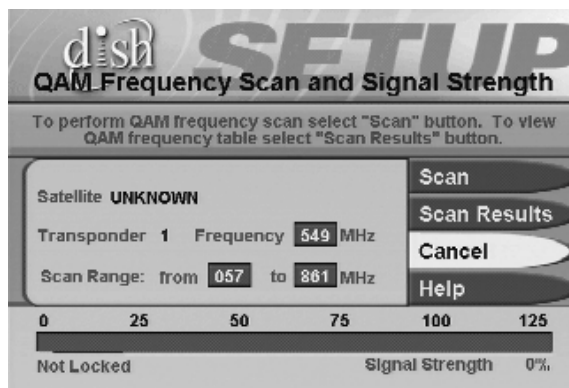 dish SETUP
QAM Frequency Scan and Signal Strength
To perform QAM frequency scan select "Scan" button. To view
QAM frequency table select "Scan Results" button.
Satellite UNKNOWN
Transponder 1 Frequency 549 MHz
Scan Range: from 057 to 861 MHz
Scan
Scan Results
Cancel
Help
0 25 50 75 100 125
Not Locked Signal Strength 0%